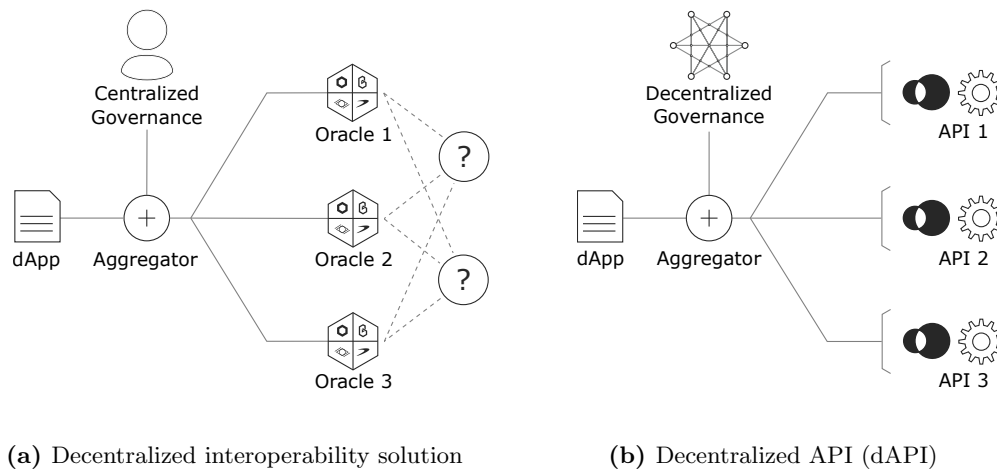 Centralized
Governance
Oracle 1
?
dApp
+
Aggregator
Oracle 2
?
Oracle 3
(a) Decentralized interoperability solution
Decentralized
Governance
API 1
dApp
+
Aggregator
API 2
API 3
(b) Decentralized API (dAPI)